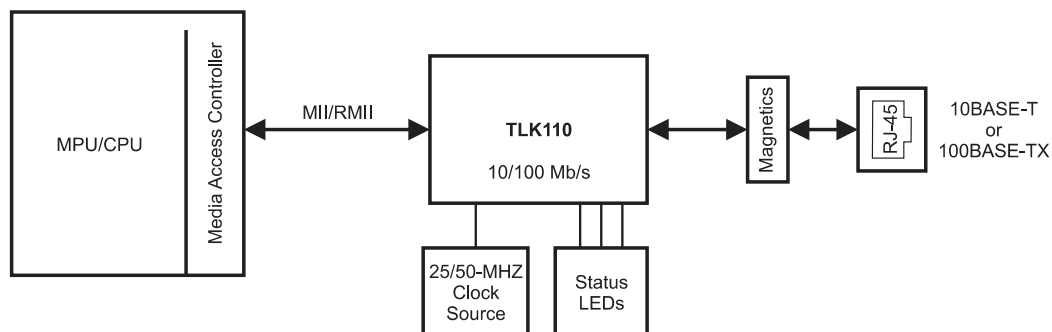 MPU/CPU
Media Access Controller
MII/RMII
TLK110
10/100 Mb/s
Magnetics
RJ-45
10BASE-T
or
100BASE-TX
25/50-MHZ
Clock
Source
Status
LEDs